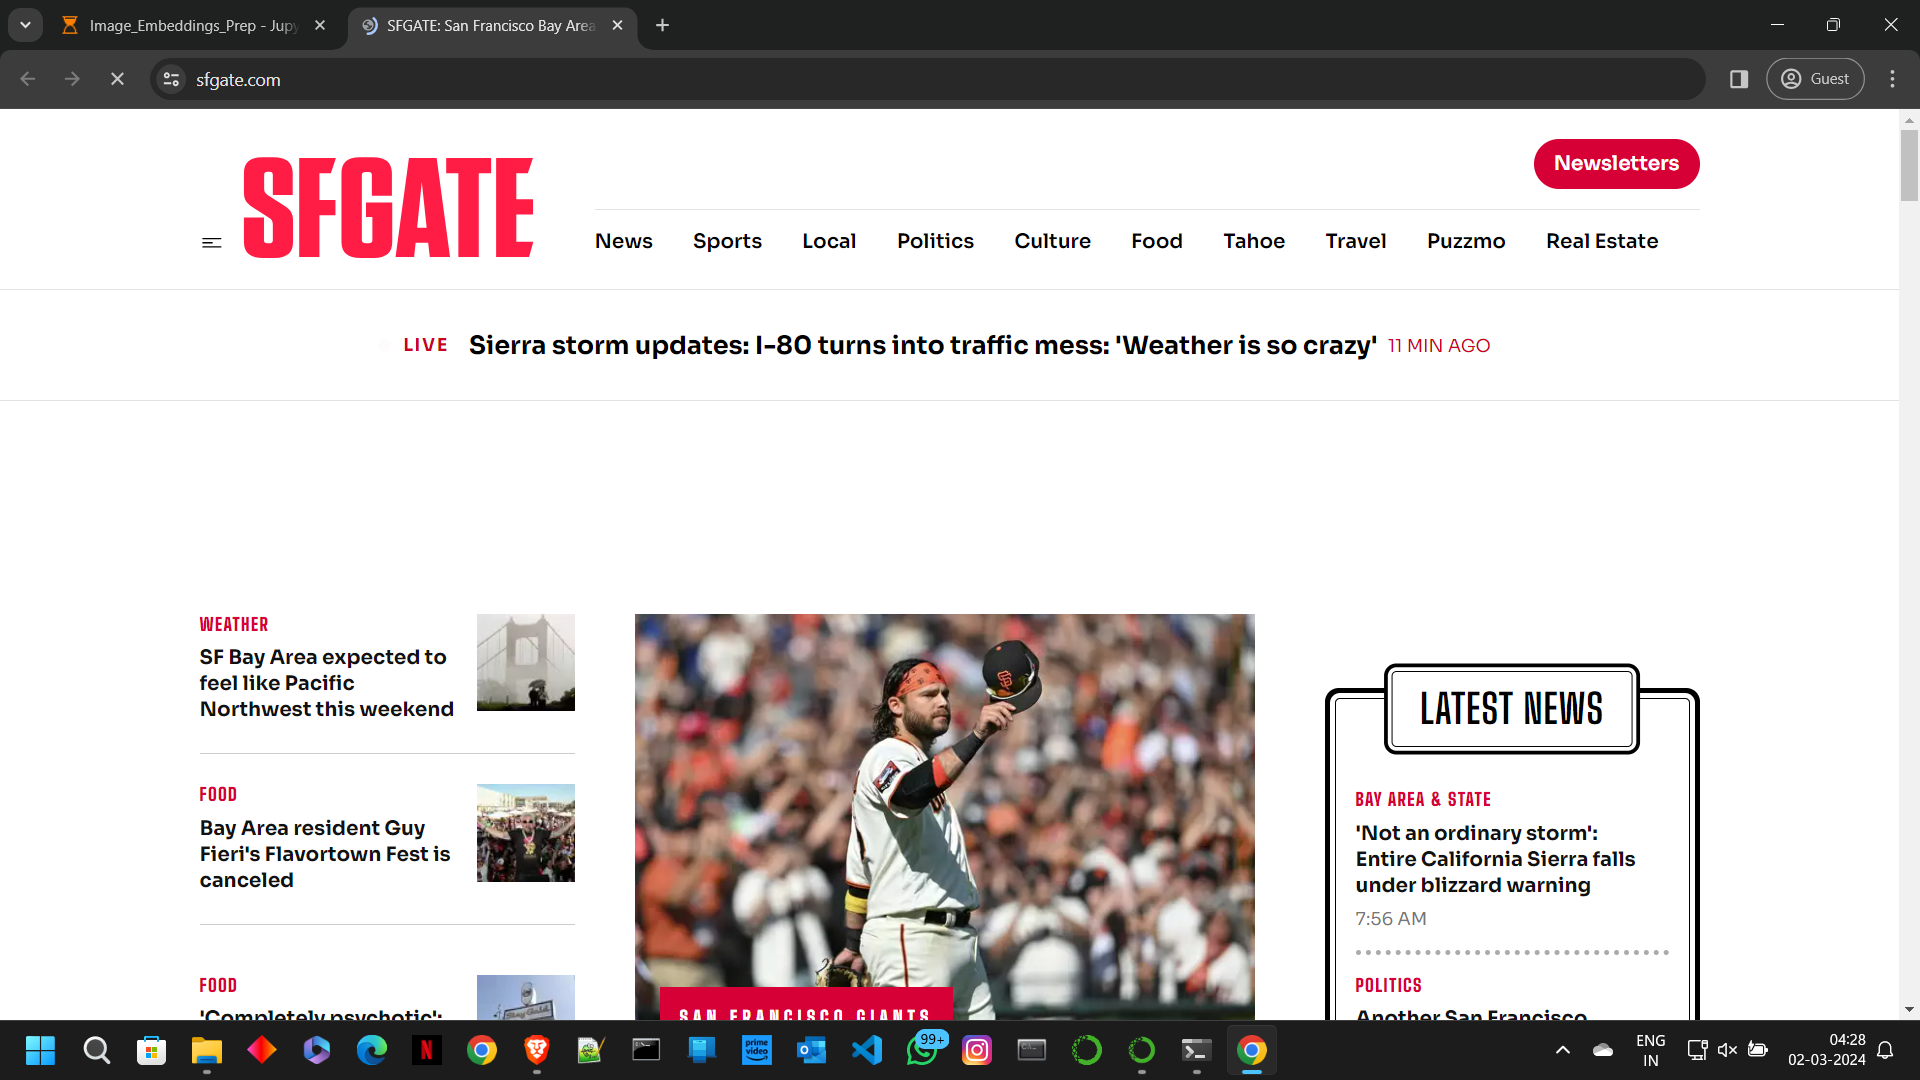 Image_Embeddings_Prep - Jupy
SFGATE: San Francisco Bay Area
sfgate.com
Guest
SFGATE
Newsletters
News Sports Local Politics Culture Food Tahoe Travel Puzzmo Real Estate
LIVE Sierra storm updates: I-80 turns into traffic mess: 'Weather is so crazy' 11 MIN AGO
WEATHER
SF Bay Area expected to
feel like Pacific
Northwest this weekend
FOOD
Bay Area resident Guy
Fieri's Flavortown Fest is
canceled
FOOD
'Completely psychotic':
SAN FRANCISCO GIANTS
LATEST NEWS
BAY AREA & STATE
'Not an ordinary storm':
Entire California Sierra falls
under blizzard warning
7:56 AM
POLITICS
Another San Francisco
prime
video
99+
ENG
IN
04:28
02-03-2024